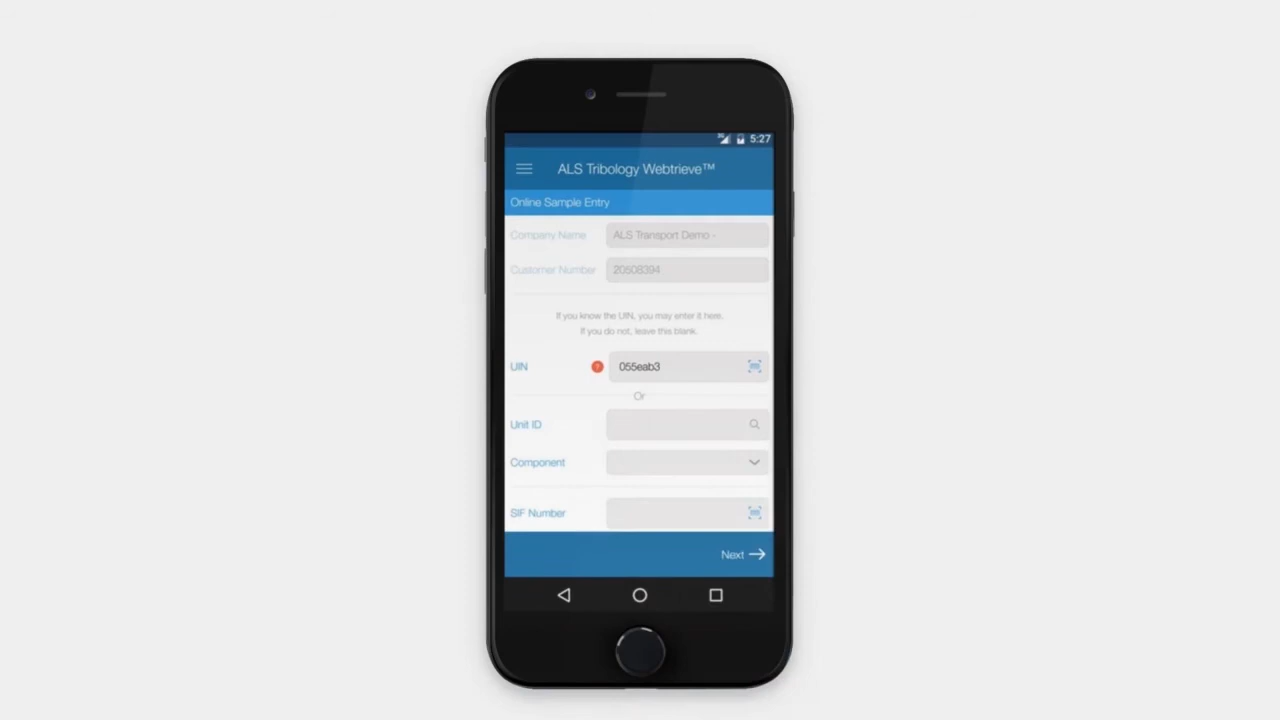 5:27
ALS Tribology Webtrieve™
Online Sample Entry
Company Name ALS Transport Demo -
Customer Number 20508394
If you know the UIN, you may enter it here.
If you do not, leave this blank.
UIN ? 055eab3
Or
Unit ID
Component
SIF Number
Next